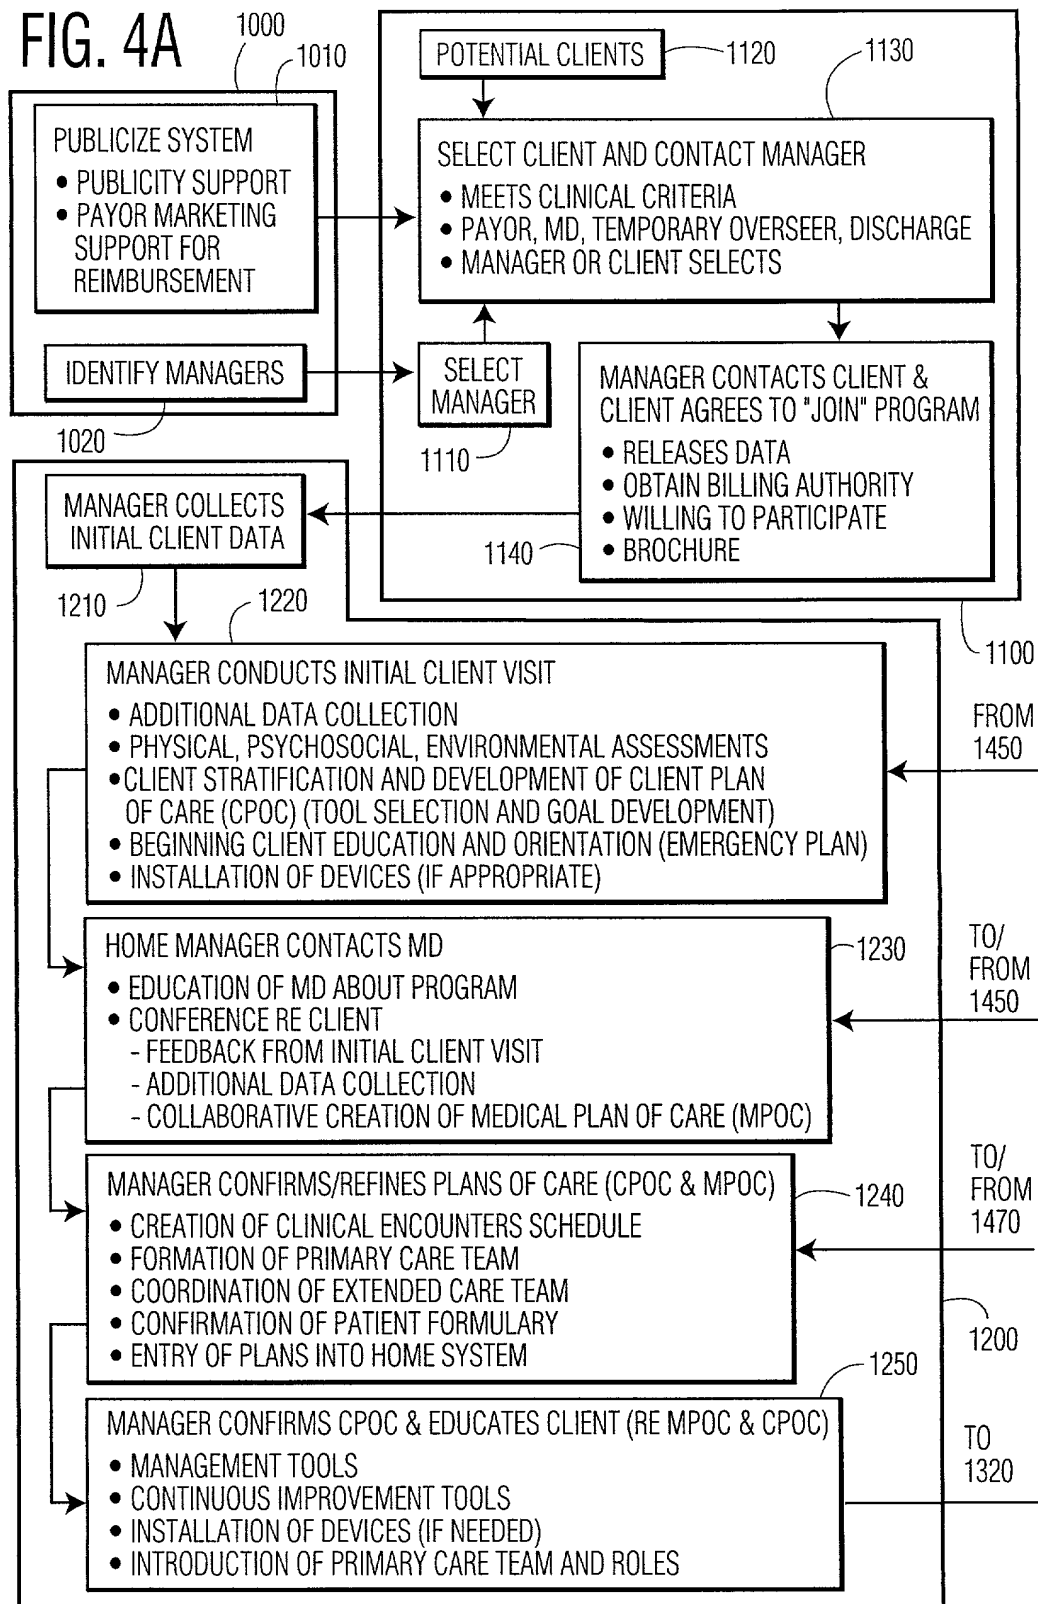 FIG. 4A
1000
1010
PUBLICIZE SYSTEM
• PUBLICITY SUPPORT
• PAYOR MARKETING
SUPPORT FOR
REIMBURSEMENT
IDENTIFY MANAGERS
1020
POTENTIAL CLIENTS
1120
1130
SELECT CLIENT AND CONTACT MANAGER
• MEETS CLINICAL CRITERIA
• PAYOR, MD, TEMPORARY OVERSEER, DISCHARGE
• MANAGER OR CLIENT SELECTS
SELECT
MANAGER
1110
MANAGER CONTACTS CLIENT &
CLIENT AGREES TO "JOIN" PROGRAM
• RELEASES DATA
• OBTAIN BILLING AUTHORITY
• WILLING TO PARTICIPATE
• BROCHURE
1140
1100
MANAGER COLLECTS
INITIAL CLIENT DATA
1210
1220
MANAGER CONDUCTS INITIAL CLIENT VISIT
• ADDITIONAL DATA COLLECTION
• PHYSICAL, PSYCHOSOCIAL, ENVIRONMENTAL ASSESSMENTS
• CLIENT STRATIFICATION AND DEVELOPMENT OF CLIENT PLAN
OF CARE (CPOC) (TOOL SELECTION AND GOAL DEVELOPMENT)
• BEGINNING CLIENT EDUCATION AND ORIENTATION (EMERGENCY PLAN)
• INSTALLATION OF DEVICES (IF APPROPRIATE)
FROM
1450
HOME MANAGER CONTACTS MD
• EDUCATION OF MD ABOUT PROGRAM
• CONFERENCE RE CLIENT
- FEEDBACK FROM INITIAL CLIENT VISIT
- ADDITIONAL DATA COLLECTION
- COLLABORATIVE CREATION OF MEDICAL PLAN OF CARE (MPOC)
1230
TO/
FROM
1450
MANAGER CONFIRMS/REFINES PLANS OF CARE (CPOC & MPOC)
• CREATION OF CLINICAL ENCOUNTERS SCHEDULE
• FORMATION OF PRIMARY CARE TEAM
• COORDINATION OF EXTENDED CARE TEAM
• CONFIRMATION OF PATIENT FORMULARY
• ENTRY OF PLANS INTO HOME SYSTEM
1240
TO/
FROM
1470
1200
1250
MANAGER CONFIRMS CPOC & EDUCATES CLIENT (RE MPOC & CPOC)
• MANAGEMENT TOOLS
• CONTINUOUS IMPROVEMENT TOOLS
• INSTALLATION OF DEVICES (IF NEEDED)
• INTRODUCTION OF PRIMARY CARE TEAM AND ROLES
TO
1320